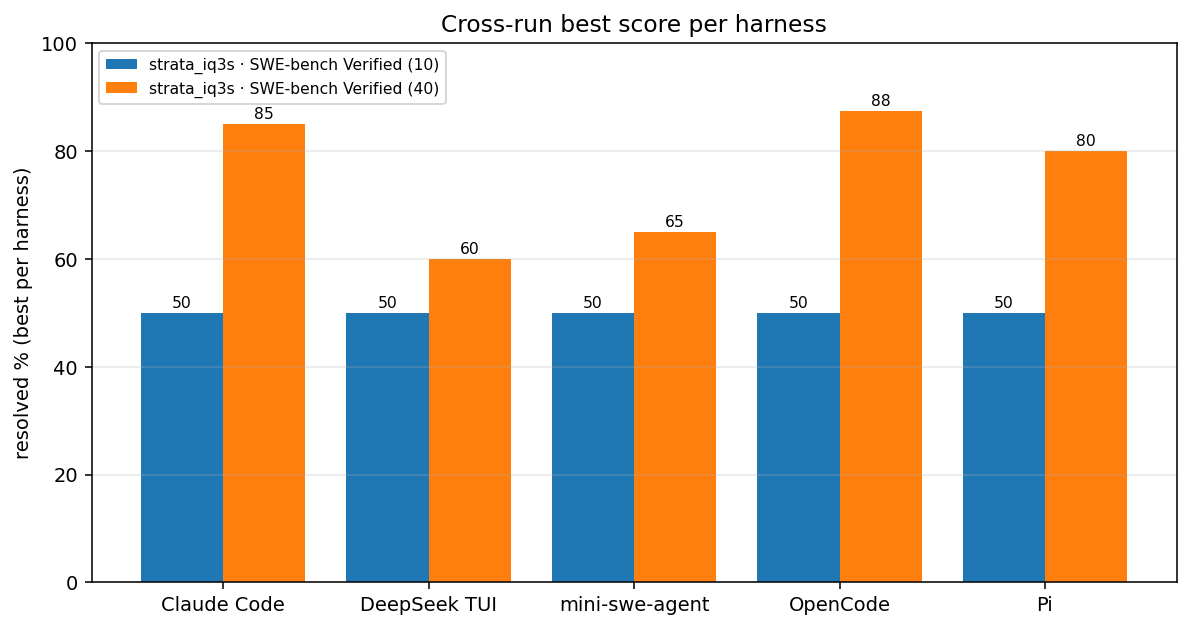 Cross-run best score per harness
strata_iq3s · SWE-bench Verified (10)
strata_iq3s · SWE-bench Verified (40)
resolved % (best per harness)
100
80
60
40
20
0
50
85
50
60
50
65
50
88
50
80
Claude Code
DeepSeek TUI
mini-swe-agent
OpenCode
Pi